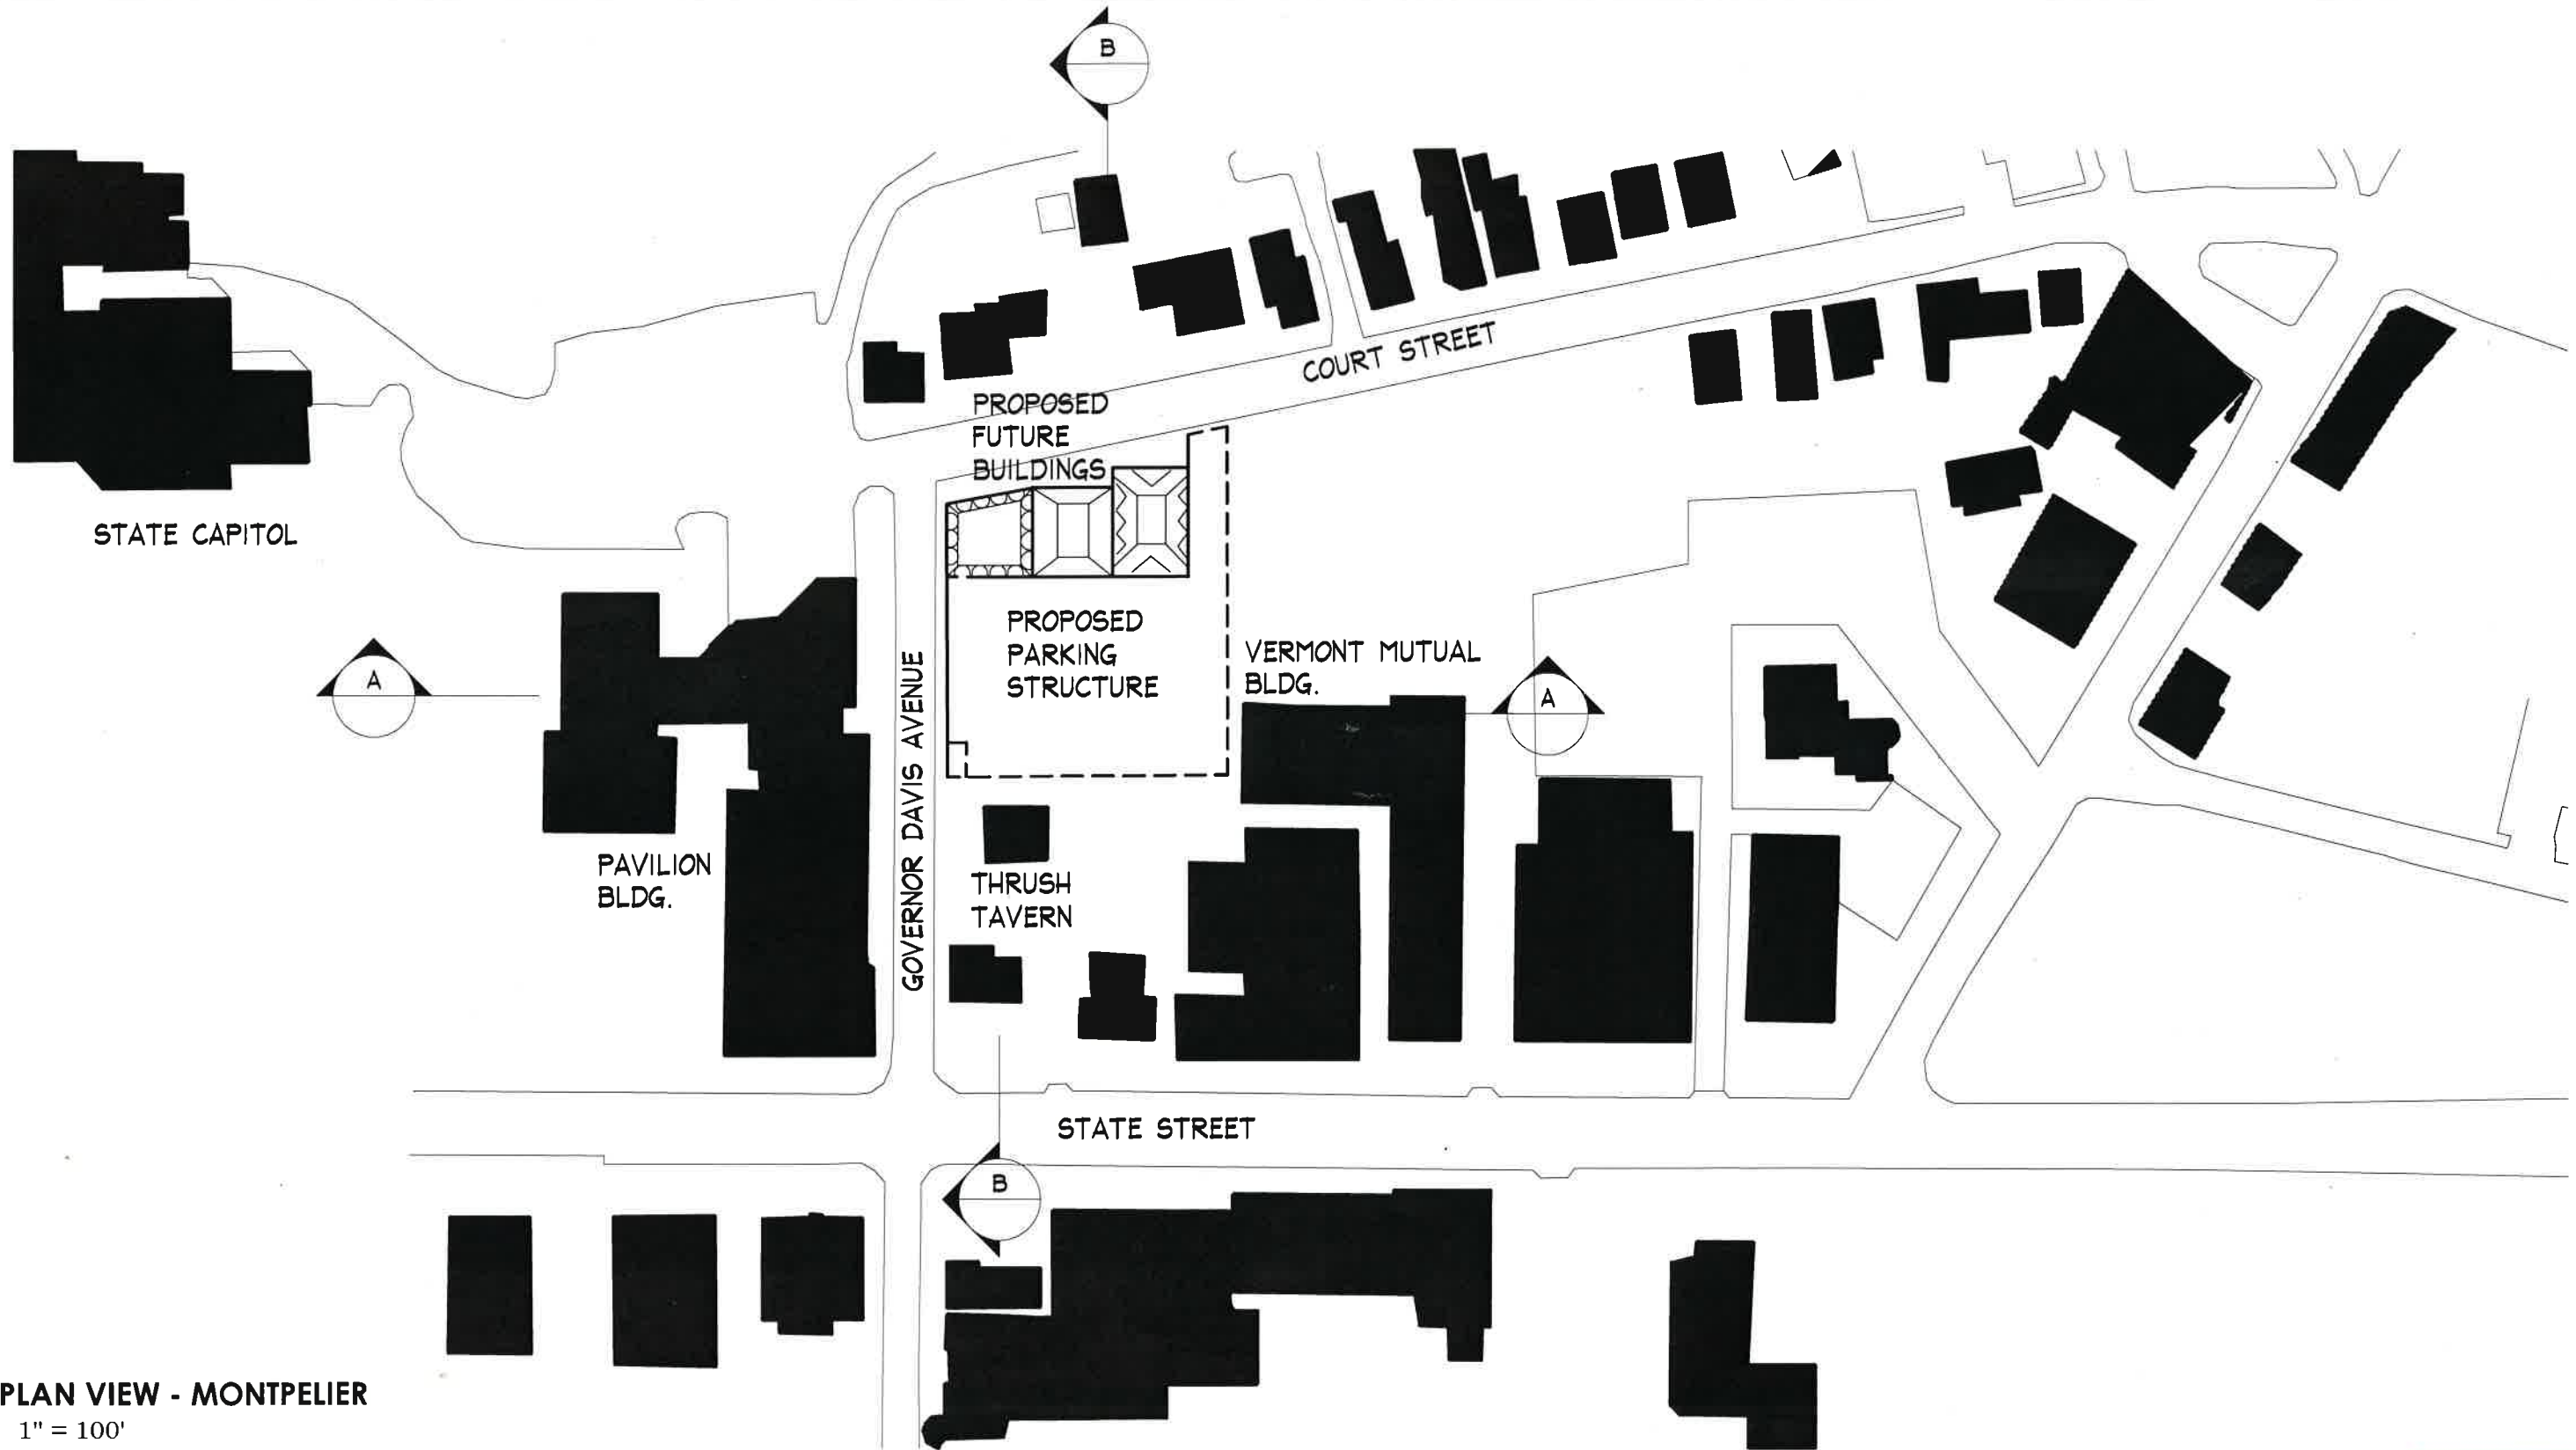 B
COURT STREET
PROPOSED
FUTURE
BUILDINGS
STATE CAPITOL
PROPOSED
PARKING
STRUCTURE
VERMONT MUTUAL
BLDG.
A
A
GOVERNOR DAVIS AVENUE
PAVILION
BLDG.
THRUSH
TAVERN
STATE STREET
B
PLAN VIEW - MONTPELIER
1" = 100'